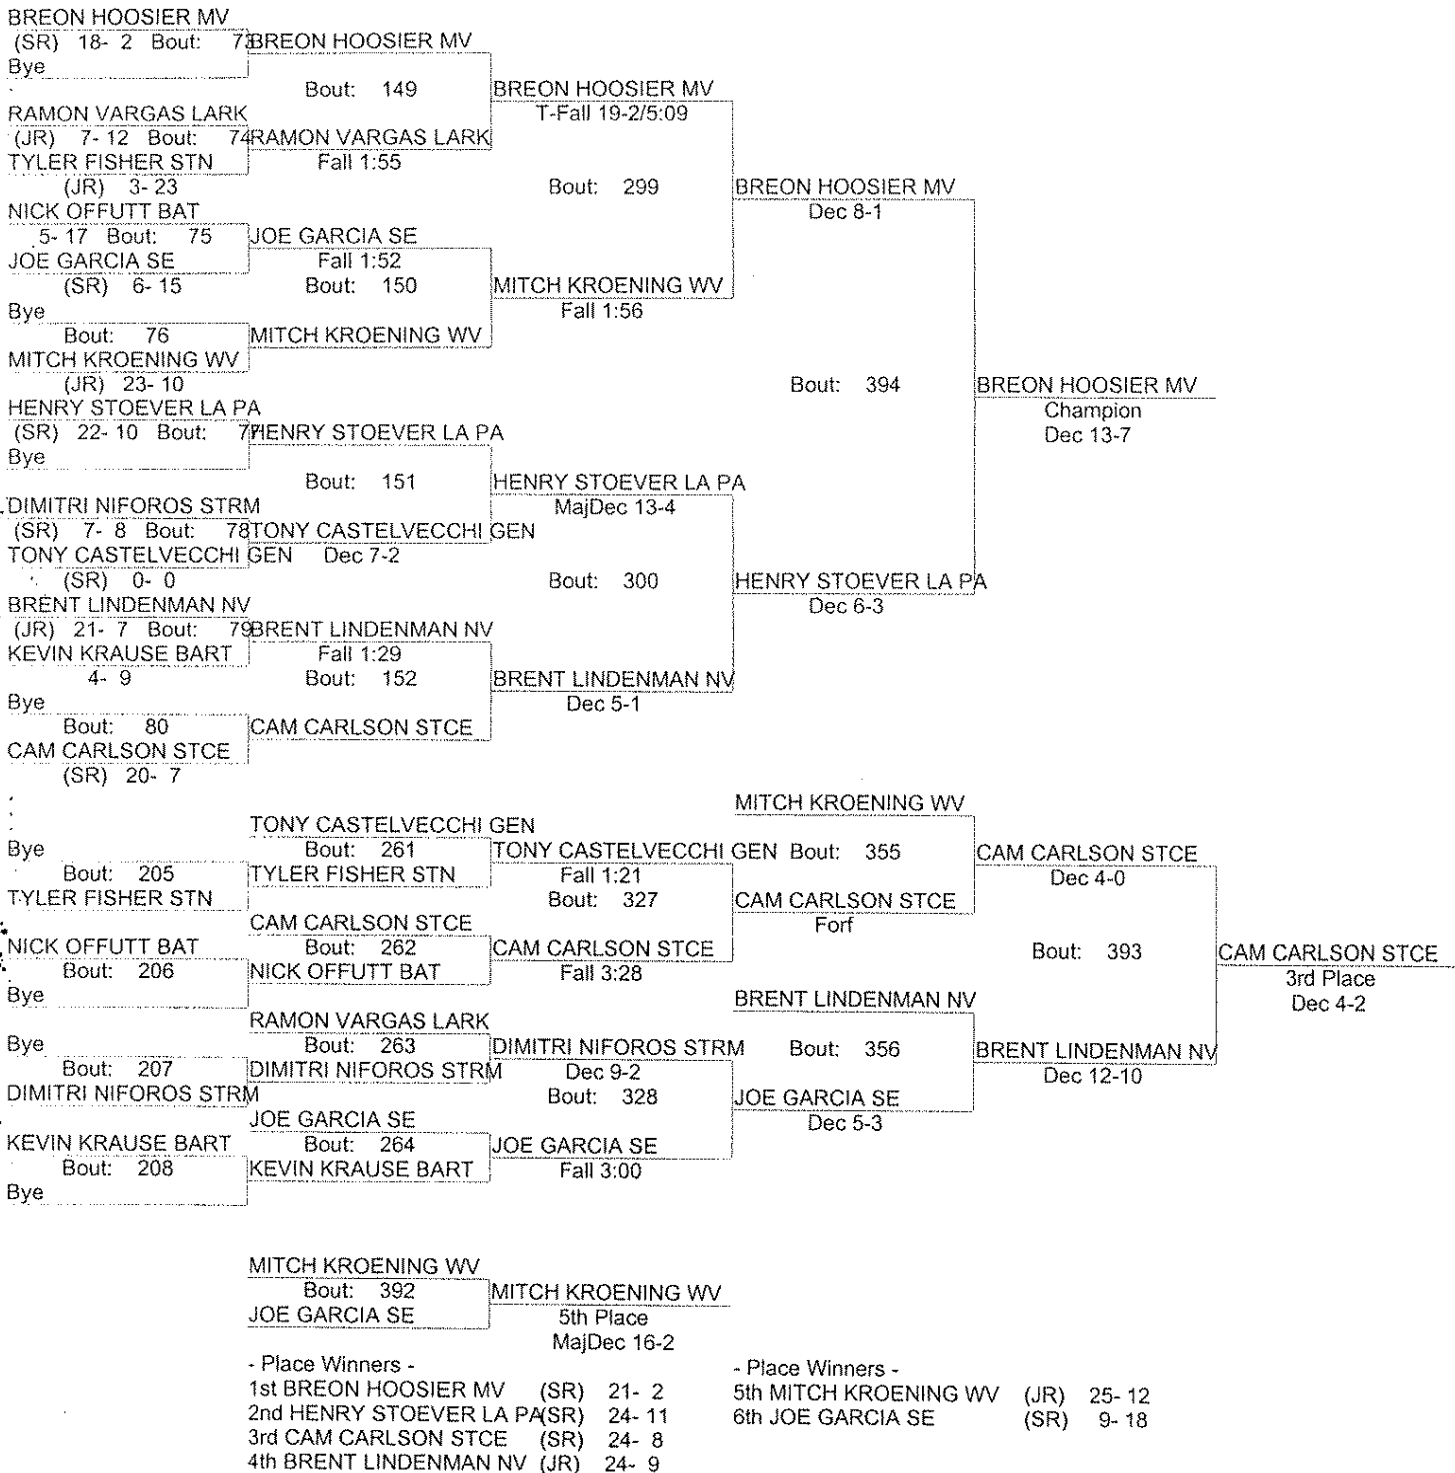 BREON HOOSIER MV
(SR) 18- 2 Bout: 73 BREON HOOSIER MV
Bye
Bout: 149 BREON HOOSIER MV
RAMON VARGAS LARK T-Fall 19-2/5:09
(JR) 7- 12 Bout: 74 RAMON VARGAS LARK
TYLER FISHER STN Fall 1:55
(JR) 3- 23 Bout: 299 BREON HOOSIER MV
NICK OFFUTT BAT Dec 8-1
5- 17 Bout: 75 JOE GARCIA SE
JOE GARCIA SE Fall 1:52
(SR) 6- 15 Bout: 150 MITCH KROENING WV
Bye Fall 1:56
Bout: 76 MITCH KROENING WV
MITCH KROENING WV
(JR) 23- 10 Bout: 394 BREON HOOSIER MV
HENRY STOEVER LA PA Champion
(SR) 22- 10 Bout: 77 HENRY STOEVER LA PA Dec 13-7
Bye
Bout: 151 HENRY STOEVER LA PA
DIMITRI NIFOROS STRM MajDec 13-4
(SR) 7- 8 Bout: 78 TONY CASTELVECCHI GEN
TONY CASTELVECCHI GEN Dec 7-2
(SR) 0- 0 Bout: 300 HENRY STOEVER LA PA
BRENT LINDENMAN NV Dec 6-3
(JR) 21- 7 Bout: 79 BRENT LINDENMAN NV
KEVIN KRAUSE BART Fall 1:29
4- 9 Bout: 152 BRENT LINDENMAN NV
Bye Dec 5-1
Bout: 80 CAM CARLSON STCE
CAM CARLSON STCE
(SR) 20- 7
MITCH KROENING WV
TONY CASTELVECCHI GEN
Bye Bout: 261 TONY CASTELVECCHI GEN Bout: 355 CAM CARLSON STCE
Bout: 205 TYLER FISHER STN Fall 1:21 Dec 4-0
TYLER FISHER STN Bout: 327 CAM CARLSON STCE
CAM CARLSON STCE Forf
NICK OFFUTT BAT Bout: 262 CAM CARLSON STCE Bout: 393 CAM CARLSON STCE
Bout: 206 NICK OFFUTT BAT Fall 3:28 3rd Place
Bye BRENT LINDENMAN NV Dec 4-2
RAMON VARGAS LARK
Bye Bout: 263 DIMITRI NIFOROS STRM Bout: 356 BRENT LINDENMAN NV
Bout: 207 DIMITRI NIFOROS STRM Dec 9-2 Dec 12-10
DIMITRI NIFOROS STRM Bout: 328 JOE GARCIA SE
JOE GARCIA SE Dec 5-3
KEVIN KRAUSE BART Bout: 264 JOE GARCIA SE
Bout: 208 KEVIN KRAUSE BART Fall 3:00
Bye
MITCH KROENING WV
Bout: 392 MITCH KROENING WV
JOE GARCIA SE 5th Place
MajDec 16-2
- Place Winners - - Place Winners -
1st BREON HOOSIER MV (SR) 21- 2 5th MITCH KROENING WV (JR) 25- 12
2nd HENRY STOEVER LA PA (SR) 24- 11 6th JOE GARCIA SE (SR) 9- 18
3rd CAM CARLSON STCE (SR) 24- 8
4th BRENT LINDENMAN NV (JR) 24- 9